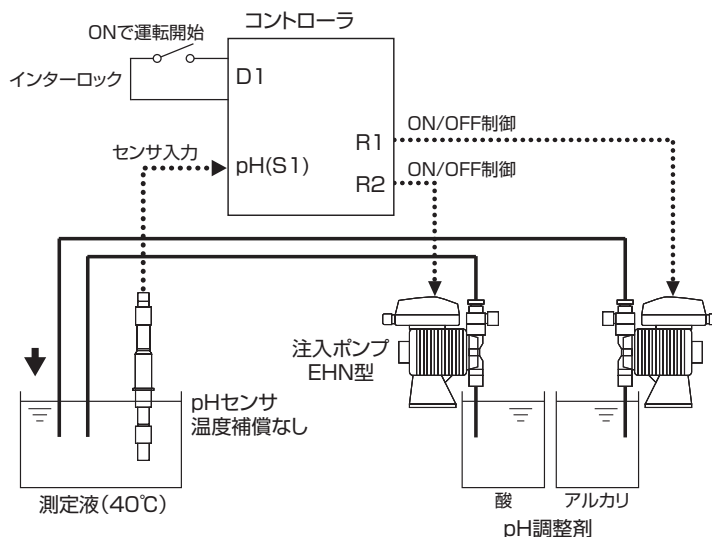 コントローラ
ONで運転開始
インターロック
D1
ON/OFF制御
R1
センサ入力
pH(S1)
ON/OFF制御
R2
注入ポンプ
EHN型
pHセンサ
温度補償なし
測定液(40℃)
酸
アルカリ
pH調整剤